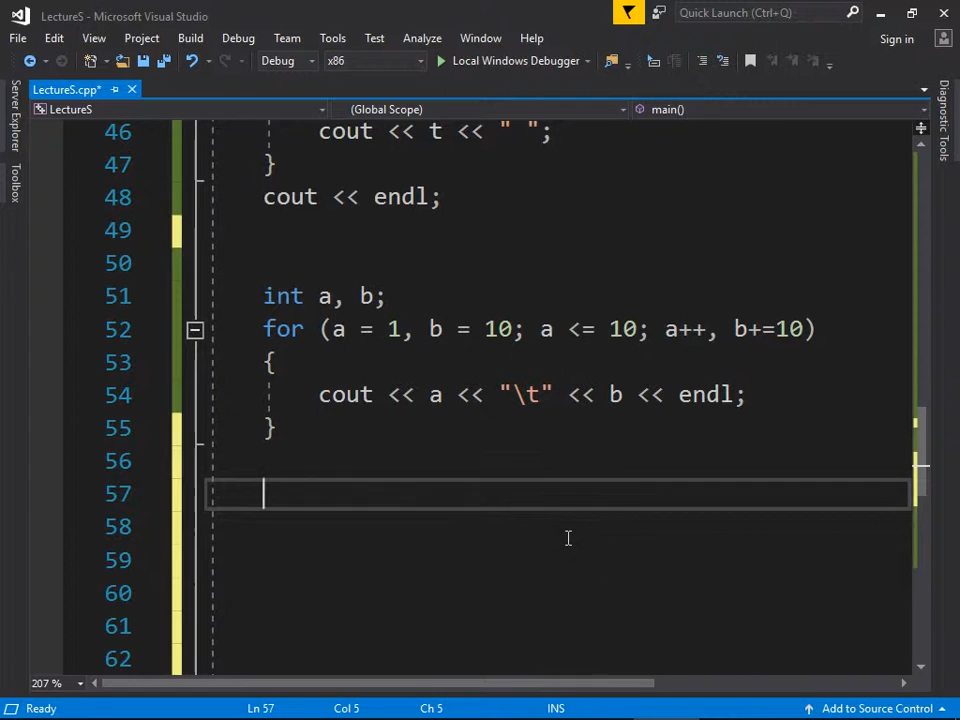 LectureS - Microsoft Visual Studio
Quick Launch (Ctrl+Q)
File Edit View Project Build Debug Team Tools Test Analyze Window Help Sign in
Debug x86 Local Windows Debugger
LectureS.cpp*
LectureS (Global Scope) main()
Server Explorer
Toolbox
Diagnostic Tools
46 cout << t << " ";
47 }
48 cout << endl;
49
50
51 int a, b;
52 for (a = 1, b = 10; a <= 10; a++, b+=10)
53 {
54 cout << a << "\t" << b << endl;
55 }
56
57
58
59
60
61
62
207 %
Ready Ln 57 Col 5 Ch 5 INS Add to Source Control